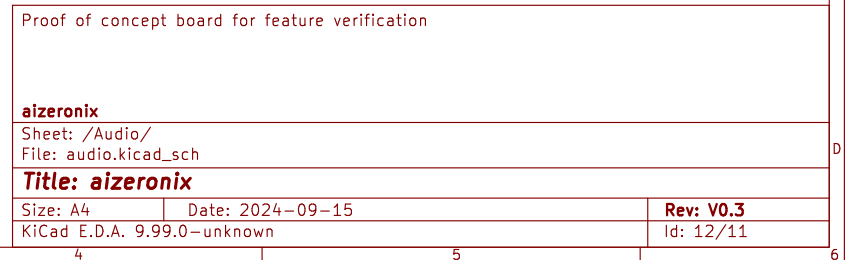 Proof of concept board for feature verification
aizeronix
Sheet: /Audio/
File: audio.kicad_sch
D
Title: aizeronix
Size: A4 Date: 2024-09-15 Rev: V0.3
KiCad E.D.A. 9.99.0-unknown Id: 12/11
4 5 6